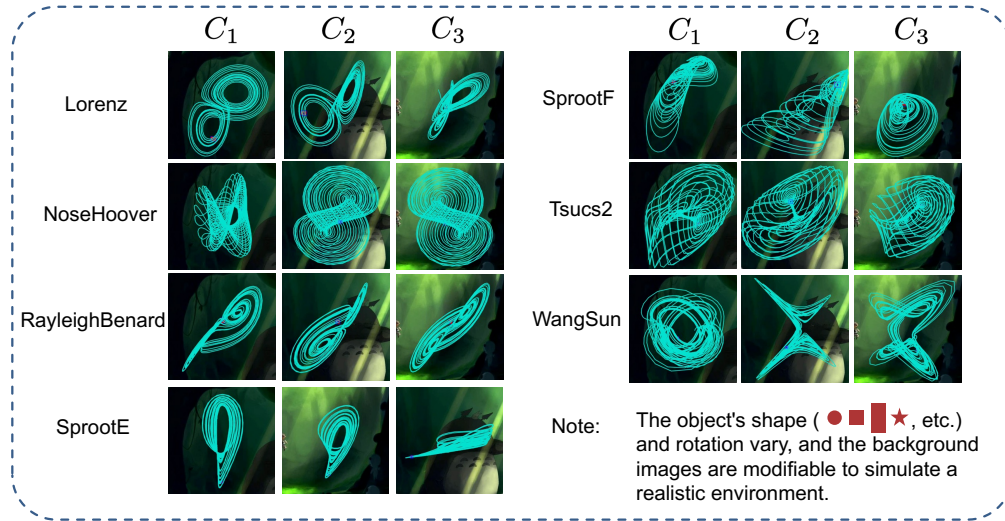 C₁ C₂ C₃
Lorenz
NoseHoover
RayleighBenard
SprootE
C₁ C₂ C₃
SprootF
Tsucs2
WangSun
Note:
The object's shape ( , etc.)
and rotation vary, and the background
images are modifiable to simulate a
realistic environment.